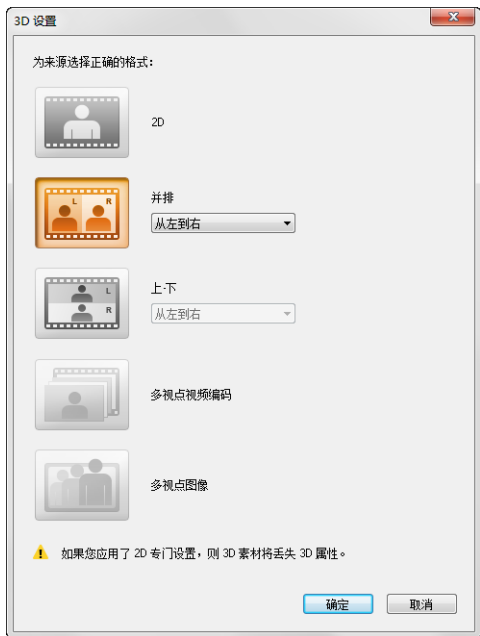 3D 设置
为来源选择正确的格式：
2D
L R
并排
从左到右
L
R
上-下
从左到右
多视点视频编码
多视点图像
如果您应用了 2D 专门设置，则 3D 素材将丢失 3D 属性。
确定 取消